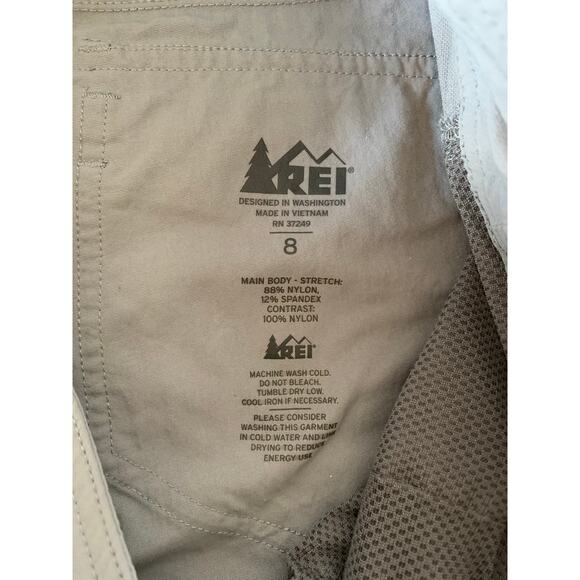 REI®
DESIGNED IN WASHINGTON
MADE IN VIETNAM
RN 37249
8
MAIN BODY - STRETCH:
88% NYLON,
12% SPANDEX
CONTRAST:
100% NYLON
REI
MACHINE WASH COLD.
DO NOT BLEACH.
TUMBLE DRY LOW.
COOL IRON IF NECESSARY.
PLEASE CONSIDER
WASHING THIS GARMENT
IN COLD WATER AND LINE
DRYING TO REDUCE
ENERGY USE